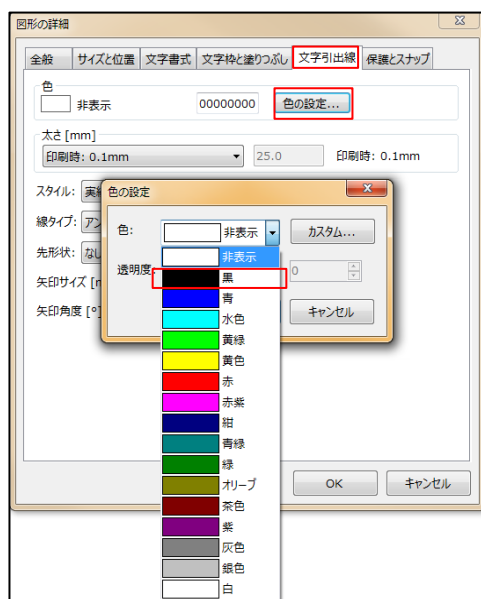 図形の詳細
全般 サイズと位置 文字書式 文字枠と塗りつぶし 文字引出線 保護とスナップ
色
非表示 00000000 色の設定...
太さ [mm]
印刷時: 0.1mm 25.0 印刷時: 0.1mm
スタイル:
線タイプ:
先形状:
矢印サイズ
矢印角度 [°]
色の設定
色: 非表示 カスタム...
透明度 0
キャンセル
非表示
黒
青
水色
黄緑
黄色
赤
赤紫
紺
青緑
緑
オリーブ
茶色
紫
灰色
銀色
白
OK キャンセル